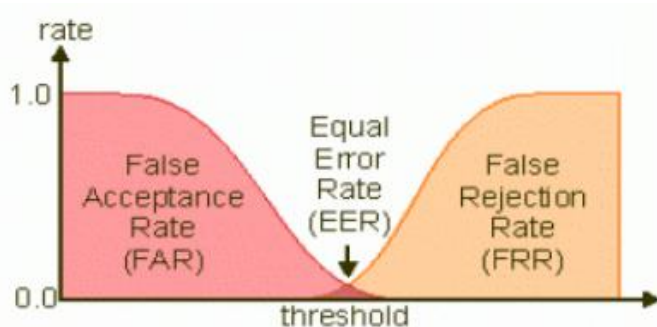 rate
1.0
False
Acceptance
Rate
(FAR)
Equal
Error
Rate
(EER)
False
Rejection
Rate
(FRR)
0.0
threshold